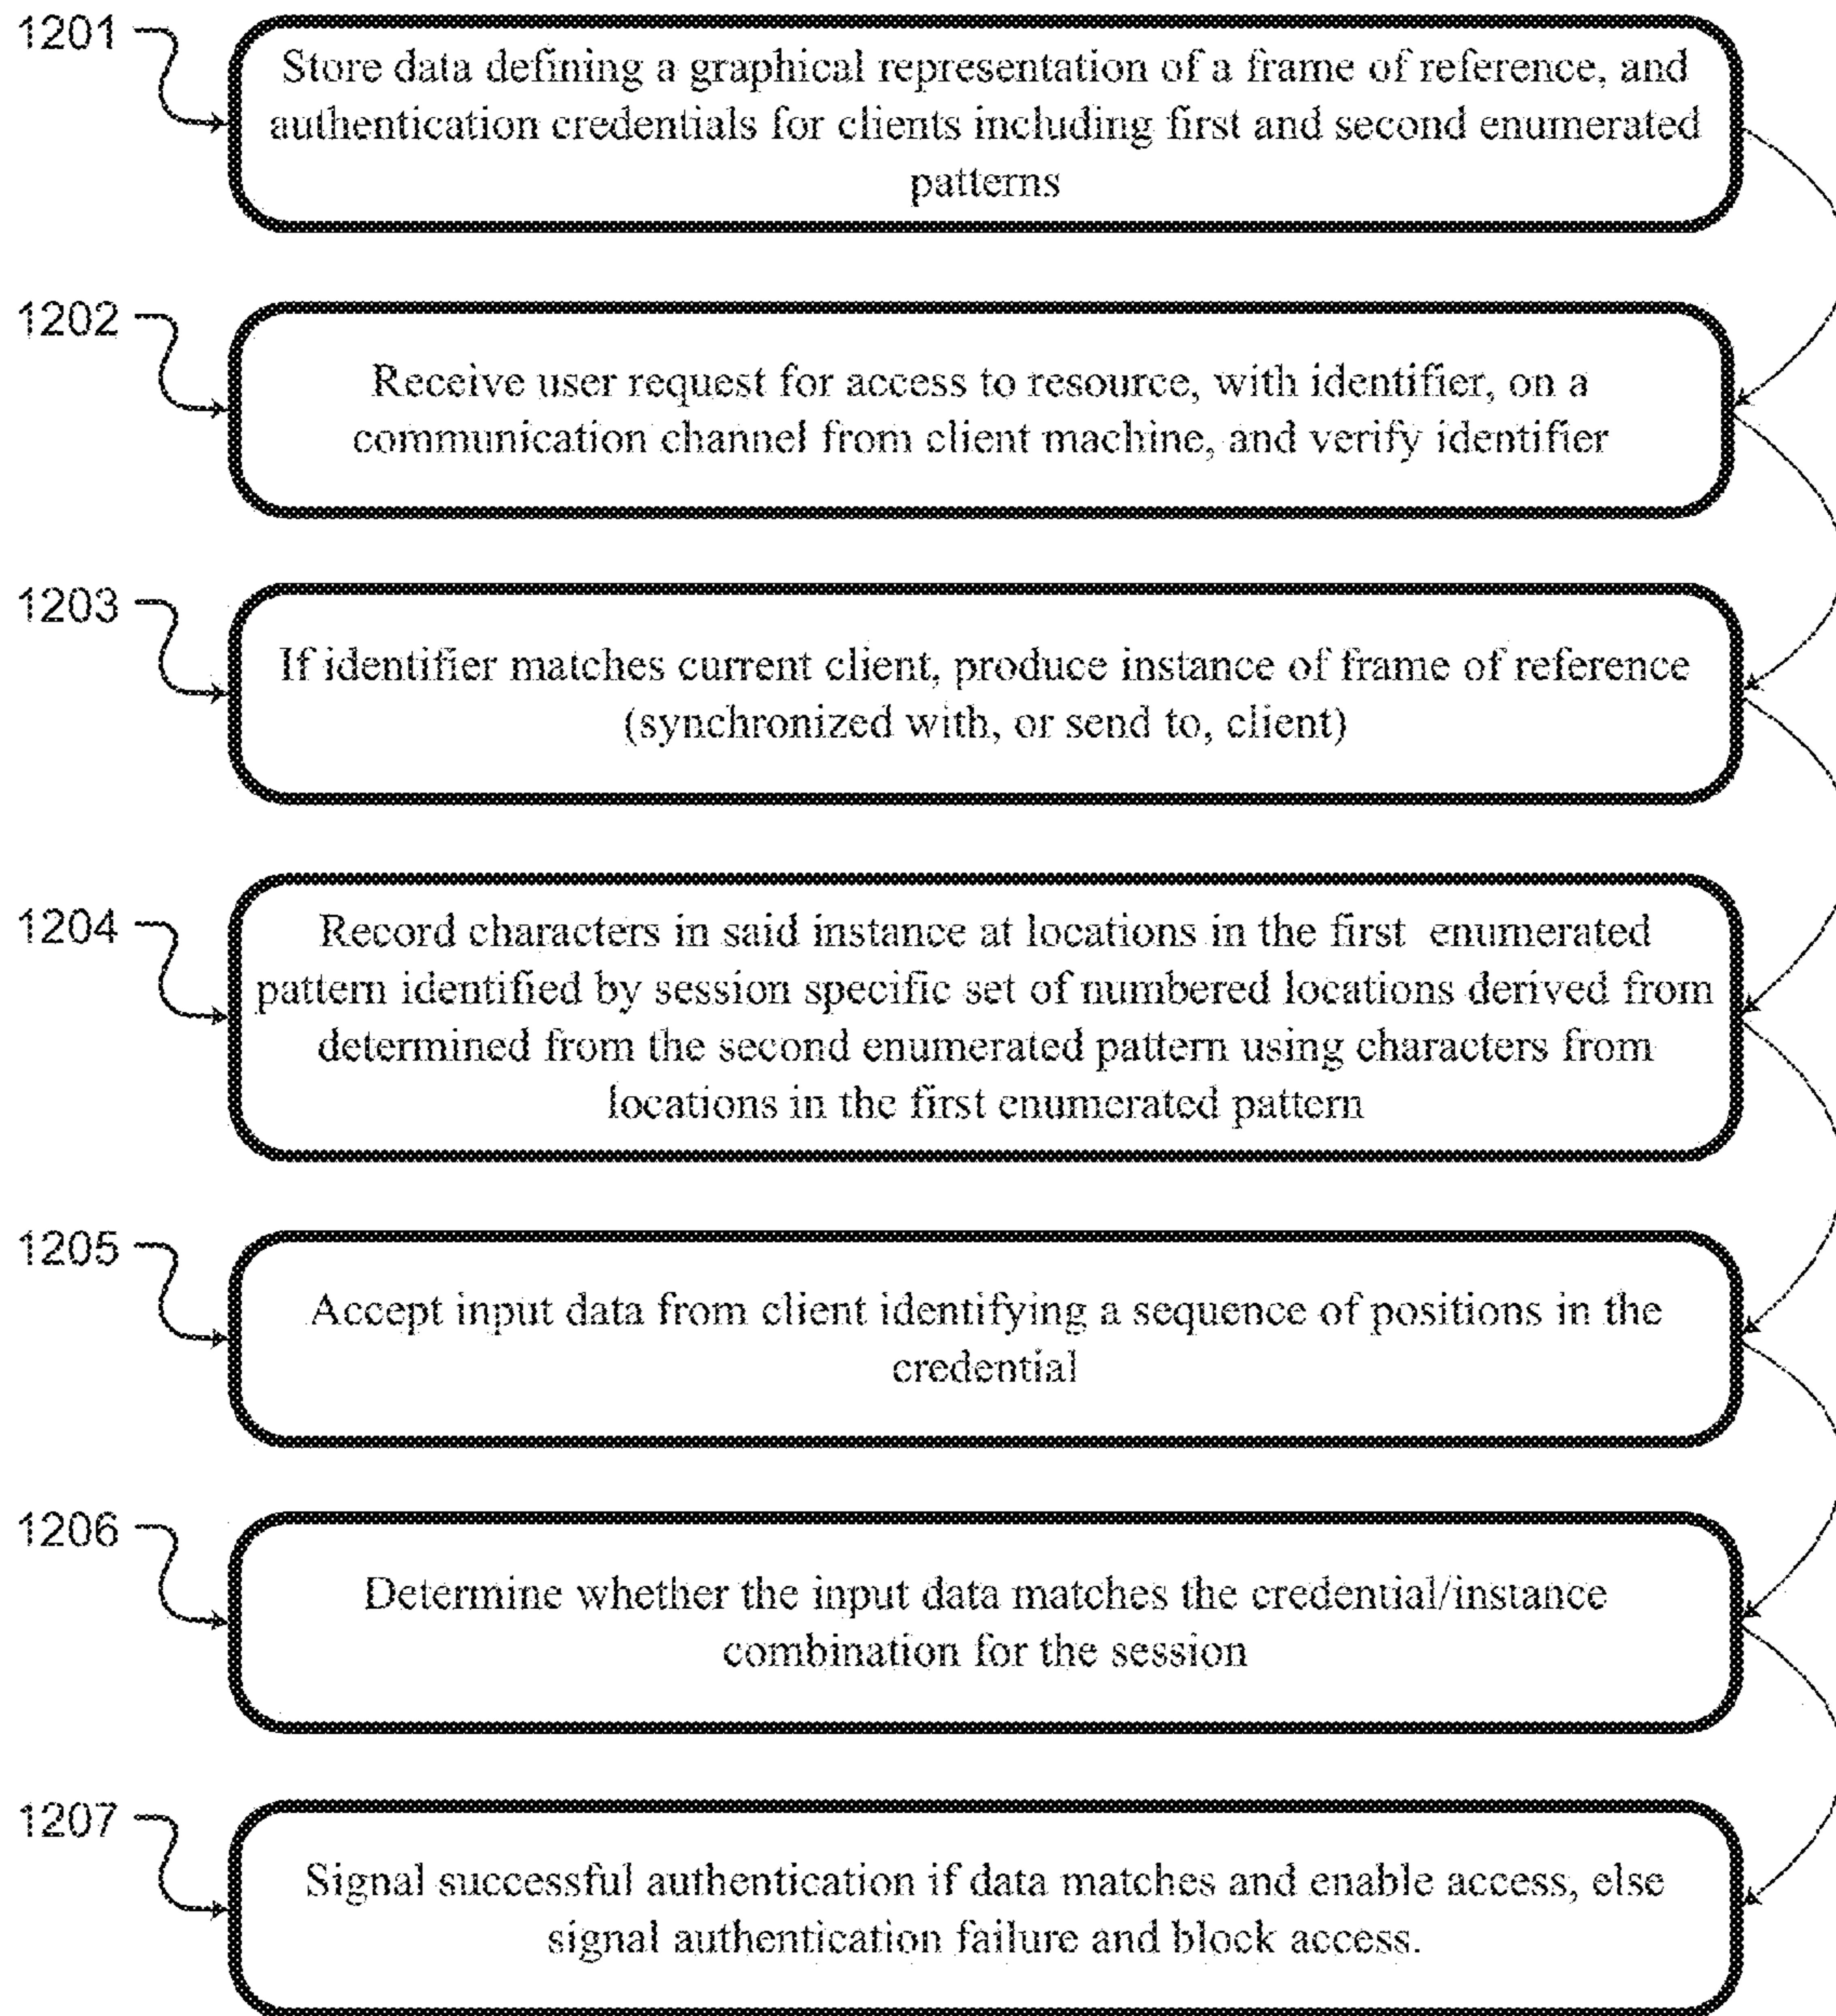 1201
Store data defining a graphical representation of a frame of reference, and
authentication credentials for clients including first and second enumerated
patterns
1202
Receive user request for access to resource, with identifier, on a
communication channel from client machine, and verify identifier
1203
If identifier matches current client, produce instance of frame of reference
(synchronized with, or send to, client)
1204
Record characters in said instance at locations in the first enumerated
pattern identified by session specific set of numbered locations derived from
determined from the second enumerated pattern using characters from
locations in the first enumerated pattern
1205
Accept input data from client identifying a sequence of positions in the
credential
1206
Determine whether the input data matches the credential/instance
combination for the session
1207
Signal successful authentication if data matches and enable access, else
signal authentication failure and block access.